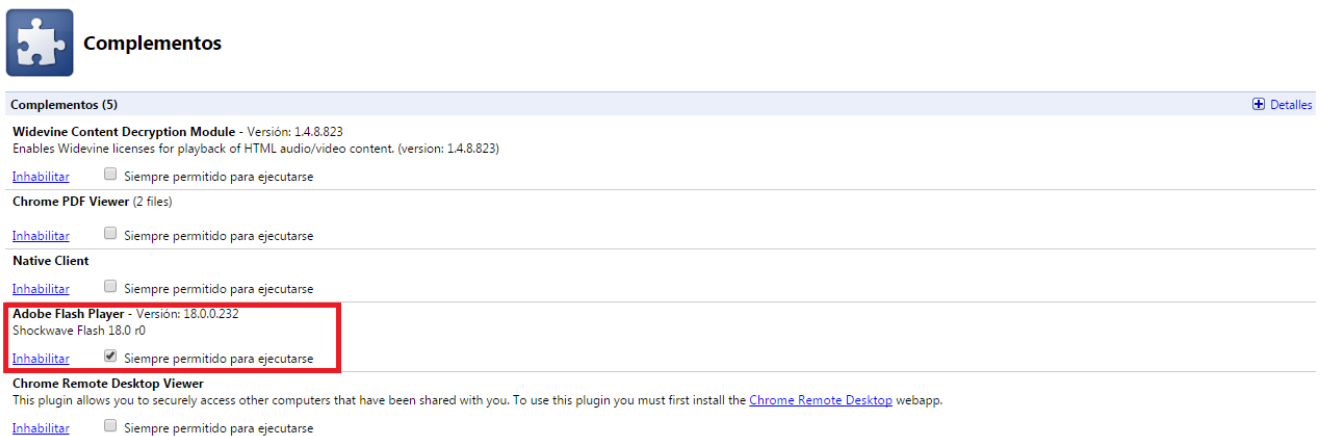 Complementos
Complementos (5)
Detalles
Widevine Content Decryption Module - Versión: 1.4.8.823
Enables Widevine licenses for playback of HTML audio/video content. (version: 1.4.8.823)
Inhabilitar Siempre permitido para ejecutarse
Chrome PDF Viewer (2 files)
Inhabilitar Siempre permitido para ejecutarse
Native Client
Inhabilitar Siempre permitido para ejecutarse
Adobe Flash Player - Versión: 18.0.0.232
Shockwave Flash 18.0 r0
Inhabilitar Siempre permitido para ejecutarse
Chrome Remote Desktop Viewer
This plugin allows you to securely access other computers that have been shared with you. To use this plugin you must first install the Chrome Remote Desktop webapp.
Inhabilitar Siempre permitido para ejecutarse